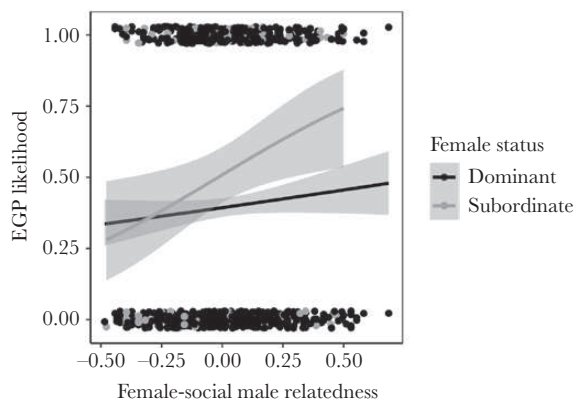 1.00
0.75
0.50
0.25
0.00
EGP likelihood
−0.50 −0.25 0.00 0.25 0.50
Female-social male relatedness
Female status
Dominant
Subordinate